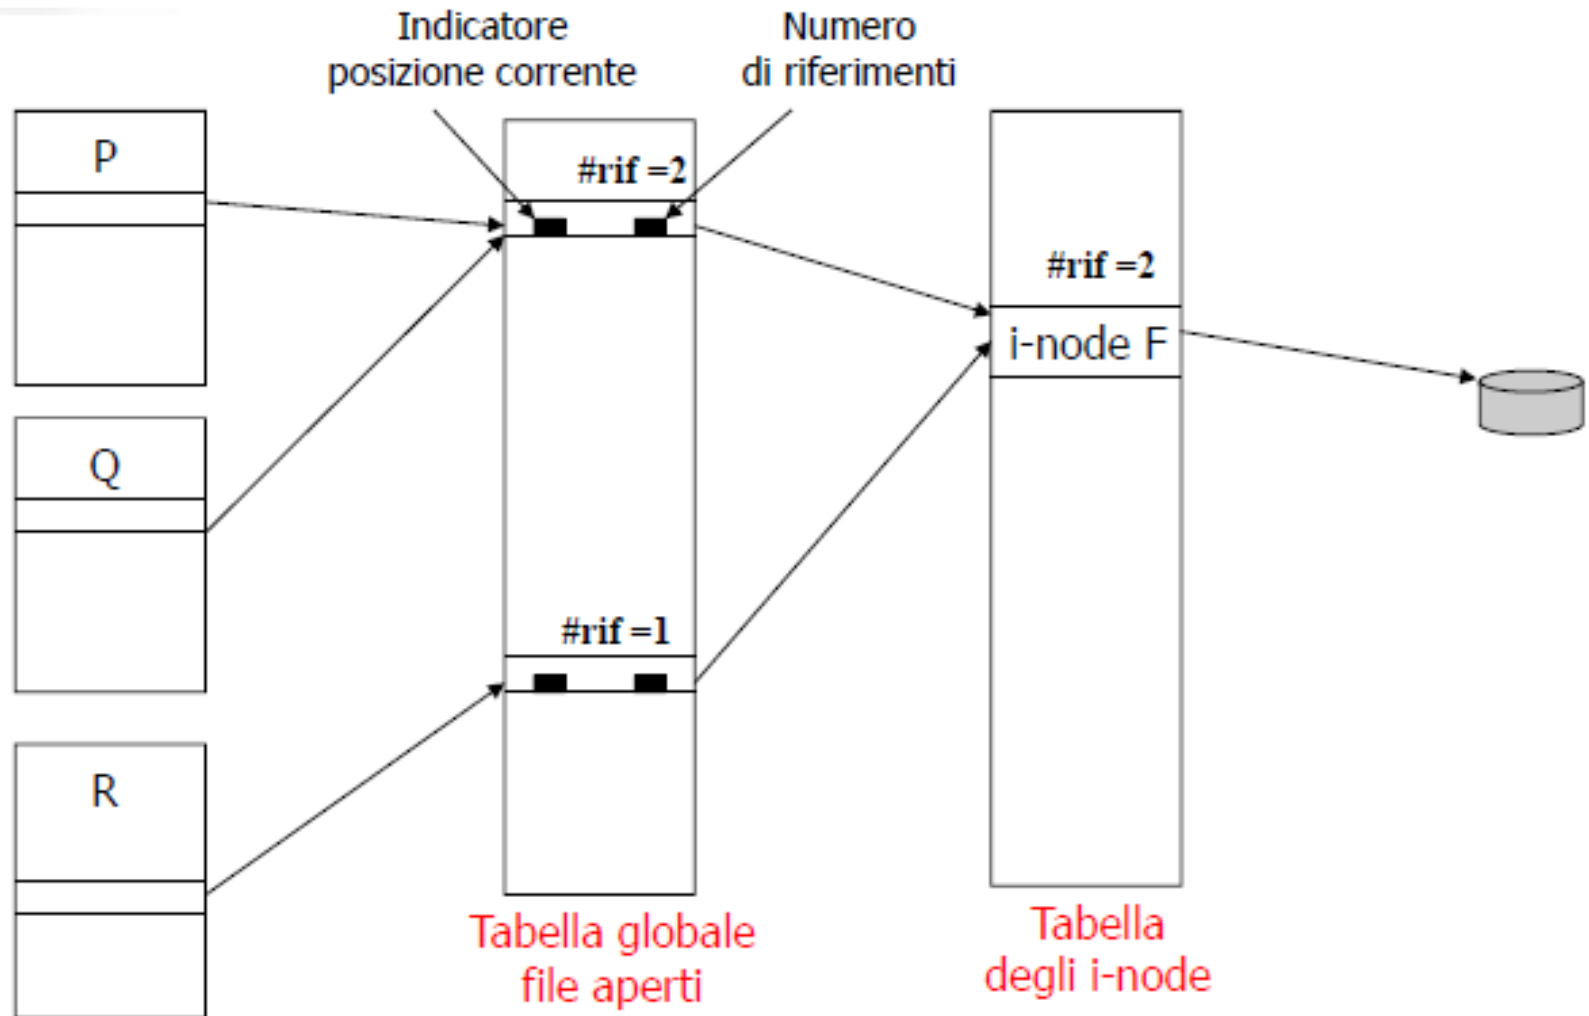 Indicatore
posizione corrente
Numero
di riferimenti
P
#rif =2
#rif =2
i-node F
Q
#rif =1
R
Tabella globale
file aperti
Tabella
degli i-node